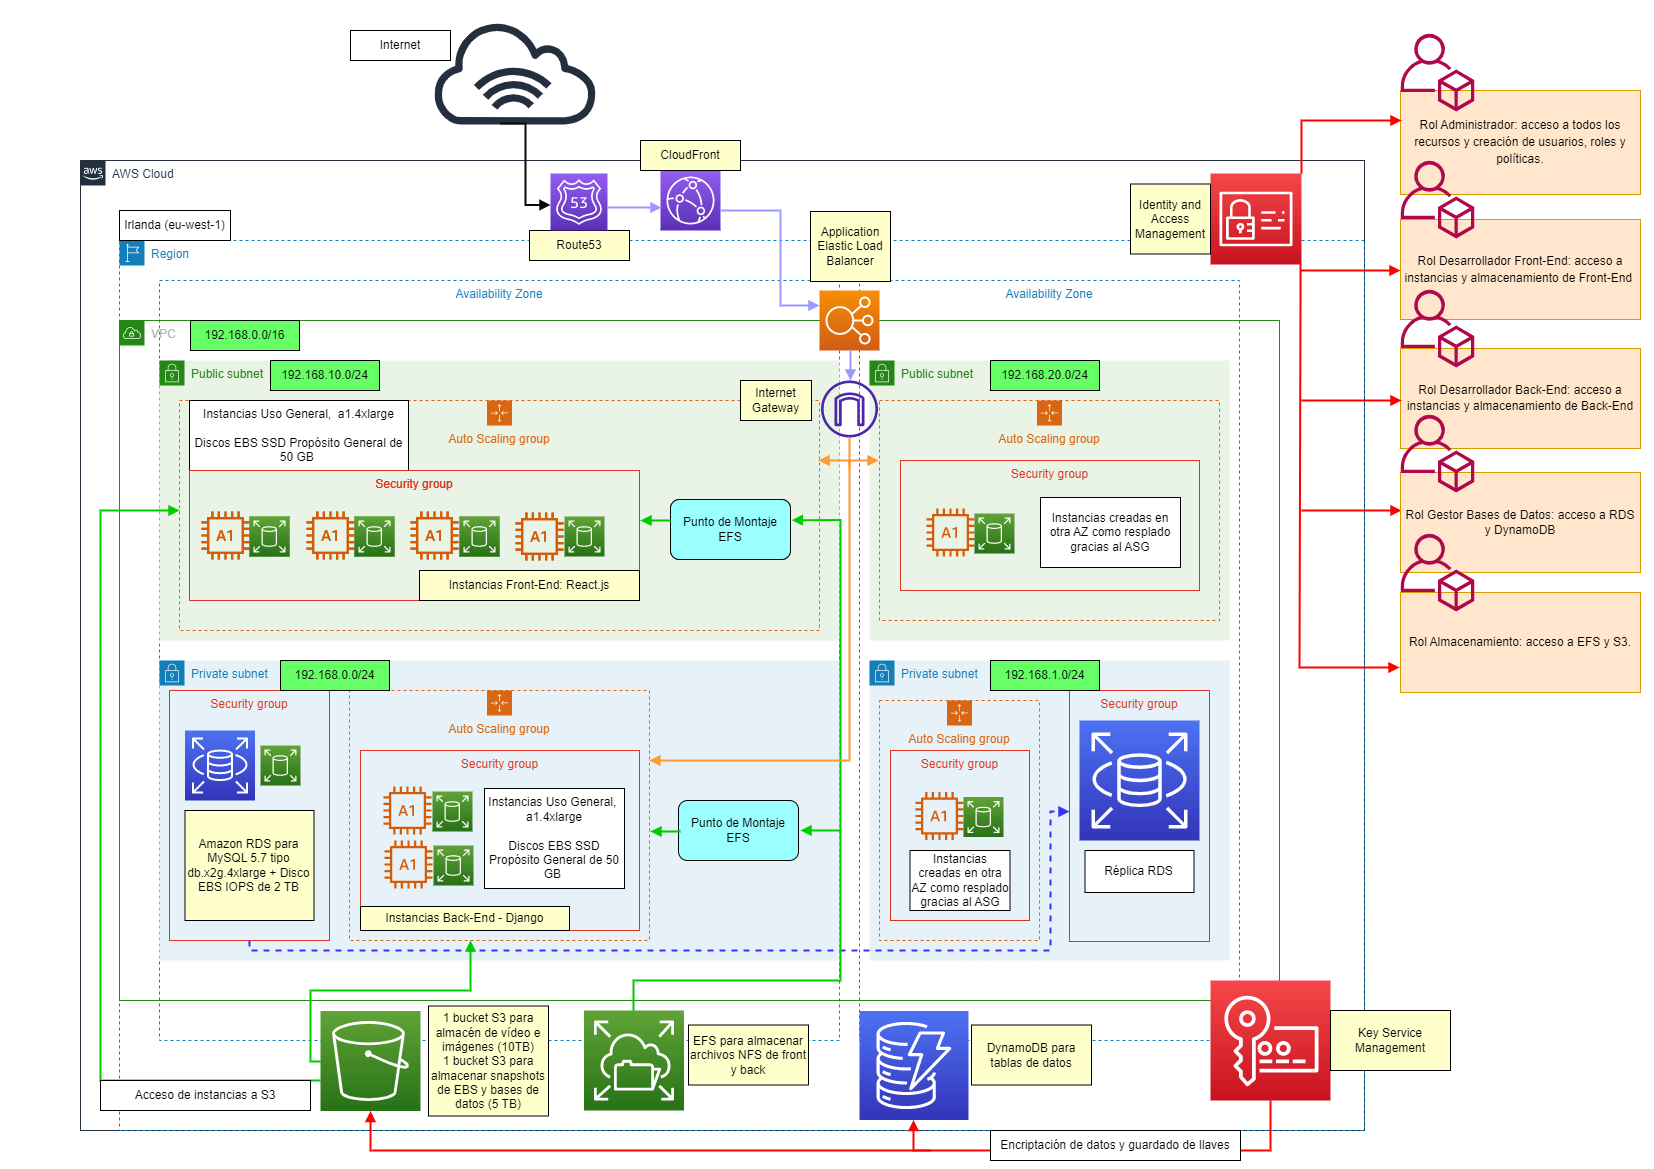 Internet
CloudFront
aws
AWS Cloud
53
Route53
Irlanda (eu-west-1)
Region
Application
Elastic Load
Balancer
Identity and
Access
Management
Availability Zone
Availability Zone
VPC
192.168.0.0/16
Public subnet
192.168.10.0/24
Internet
Gateway
Public subnet
192.168.20.0/24
Instancias Uso General,  a1.4xlarge
Discos EBS SSD Propósito General de
50 GB
Auto Scaling group
Security group
A1
A1
A1
A1
Instancias Front-End: React.js
Punto de Montaje
EFS
Auto Scaling group
Security group
A1
Instancias creadas en
otra AZ como resplado
gracias al ASG
Private subnet
192.168.0.0/24
Security group
Amazon RDS para
MySQL 5.7 tipo
db.x2g.4xlarge + Disco
EBS IOPS de 2 TB
Auto Scaling group
Security group
A1
A1
Instancias Uso General,
a1.4xlarge
Discos EBS SSD
Propósito General de 50
GB
Instancias Back-End - Django
Punto de Montaje
EFS
Private subnet
192.168.1.0/24
Auto Scaling group
Security group
A1
Instancias
creadas en otra
AZ como resplado
gracias al ASG
Security group
Réplica RDS
Acceso de instancias a S3
1 bucket S3 para
almacén de vídeo e
imágenes (10TB)
1 bucket S3 para
almacenar snapshots
de EBS y bases de
datos (5 TB)
EFS para almacenar
archivos NFS de front
y back
DynamoDB para
tablas de datos
Key Service
Management
Encriptación de datos y guardado de llaves
Rol Administrador: acceso a todos los
recursos y creación de usuarios, roles y
políticas.
Rol Desarrollador Front-End: acceso a
instancias y almacenamiento de Front-End
Rol Desarrollador Back-End: acceso a
instancias y almacenamiento de Back-End
Rol Gestor Bases de Datos: acceso a RDS
y DynamoDB
Rol Almacenamiento: acceso a EFS y S3.